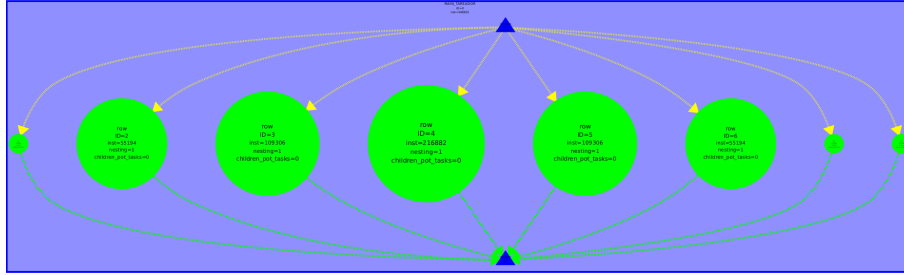 MAIN_TAREADOR
row
ID=2
inst=55194
nesting=1
children_pot_tasks=0
row
ID=3
inst=109306
nesting=1
children_pot_tasks=0
row
ID=4
inst=216882
nesting=1
children_pot_tasks=0
row
ID=5
inst=109306
nesting=1
children_pot_tasks=0
row
ID=6
inst=55194
nesting=1
children_pot_tasks=0